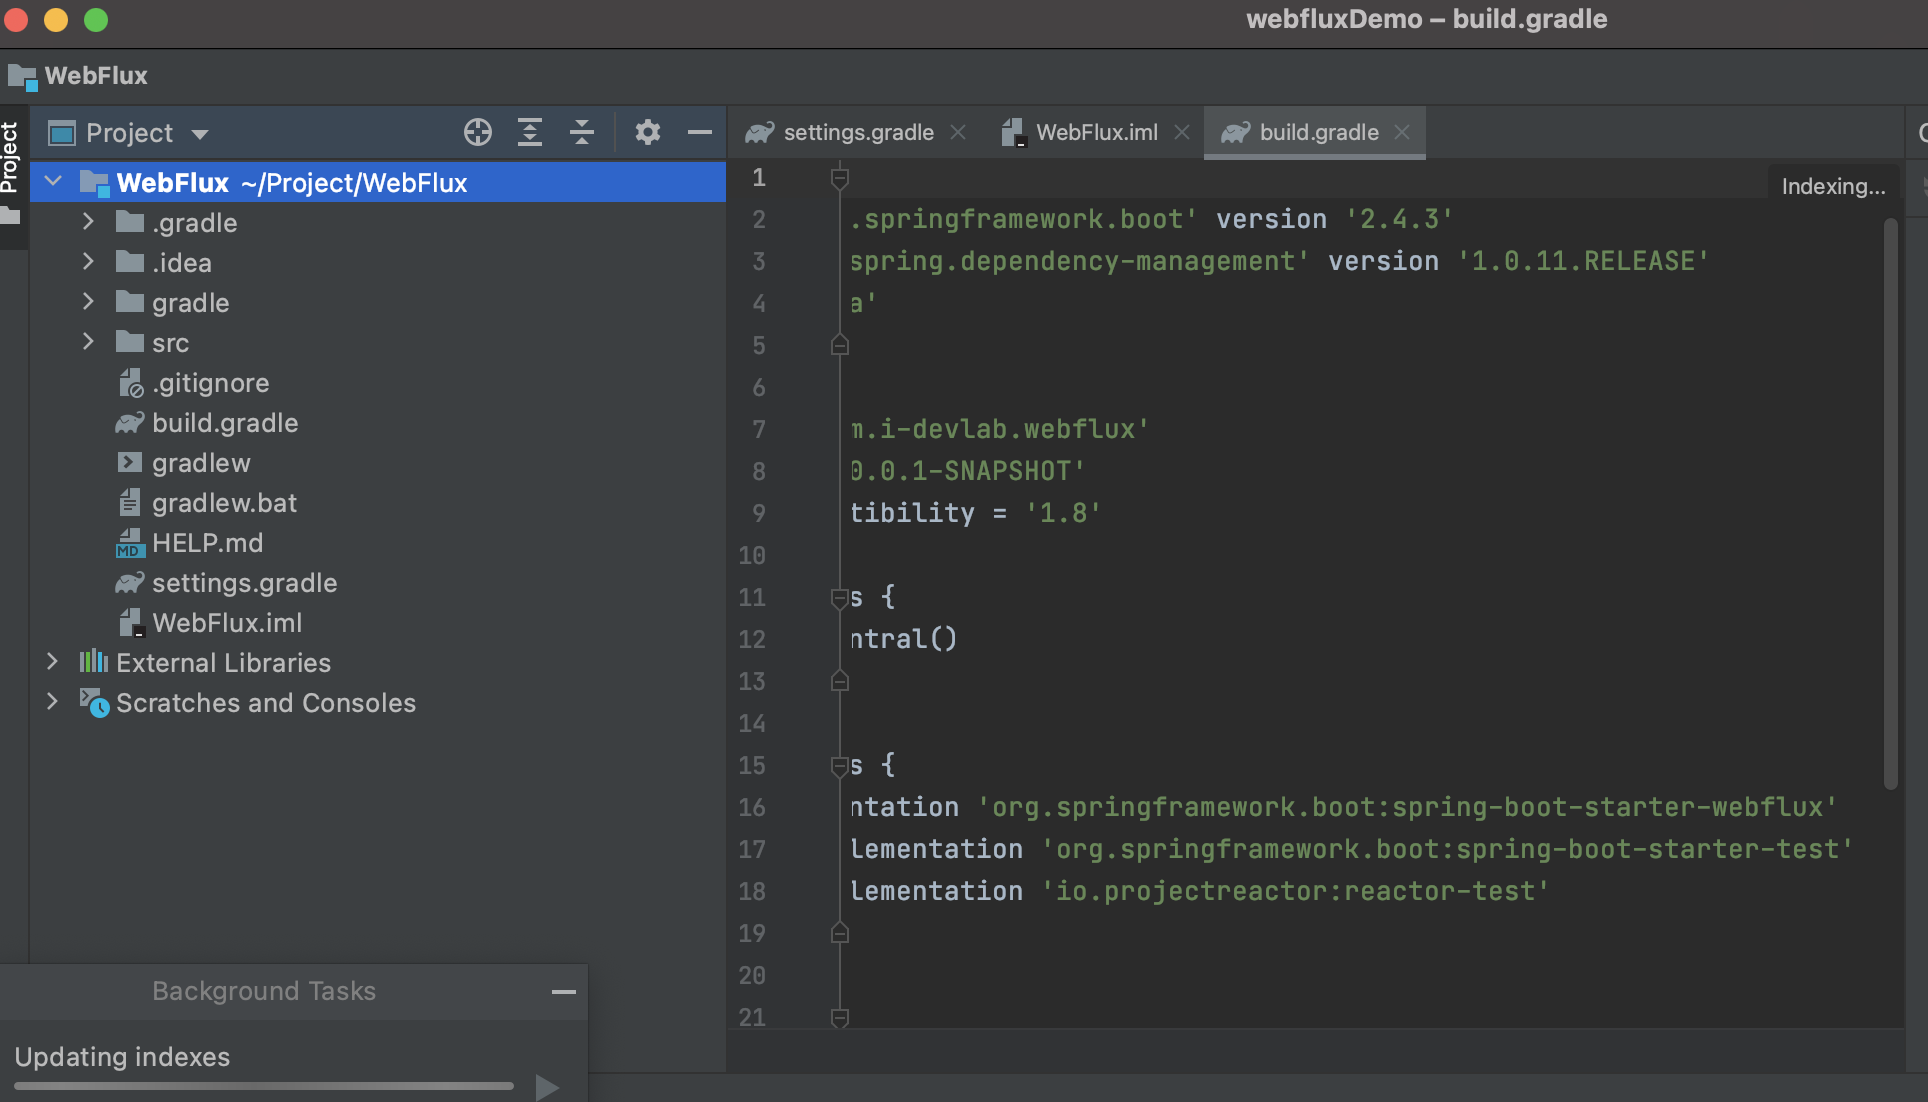 webfluxDemo – build.gradle
WebFlux
Project
Project
WebFlux ~/Project/WebFlux
.gradle
.idea
gradle
src
.gitignore
build.gradle
gradlew
gradlew.bat
MD HELP.md
settings.gradle
WebFlux.iml
External Libraries
Scratches and Consoles
settings.gradle
WebFlux.iml
build.gradle
Indexing...
1
2 .springframework.boot' version '2.4.3'
3 spring.dependency-management' version '1.0.11.RELEASE'
4 a'
5
6
7 m.i-devlab.webflux'
8 0.0.1-SNAPSHOT'
9 tibility = '1.8'
10
11 s {
12 ntral()
13
14
15 s {
16 ntation 'org.springframework.boot:spring-boot-starter-webflux'
17 lementation 'org.springframework.boot:spring-boot-starter-test'
18 lementation 'io.projectreactor:reactor-test'
19
20
21
Background Tasks
Updating indexes